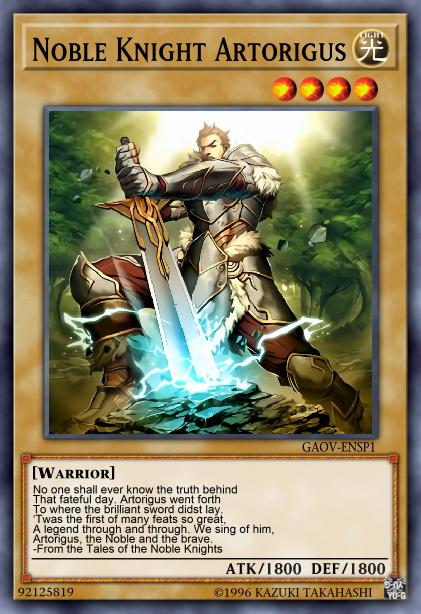 NOBLE KNIGHT ARTORIGUS
LIGHT
光
GAOV-ENSP1
[WARRIOR]
No one shall ever know the truth behind
That fateful day. Artorigus went forth
To where the brilliant sword didst lay.
'Twas the first of many feats so great,
A legend through and through. We sing of him,
Artorigus, the Noble and the brave.
-From the Tales of the Noble Knights
ATK/1800 DEF/1800
92125819
©1996 KAZUKI TAKAHASHI